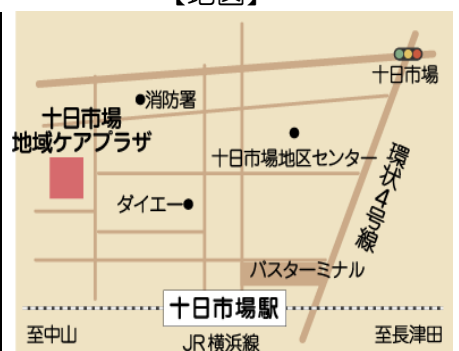 【地図】
十日市場
●消防署
十日市場
地域ケアプラザ
十日市場地区センター
環状4号線
ダイエー●
バスターミナル
十日市場駅
至中山
JR横浜線
至長津田